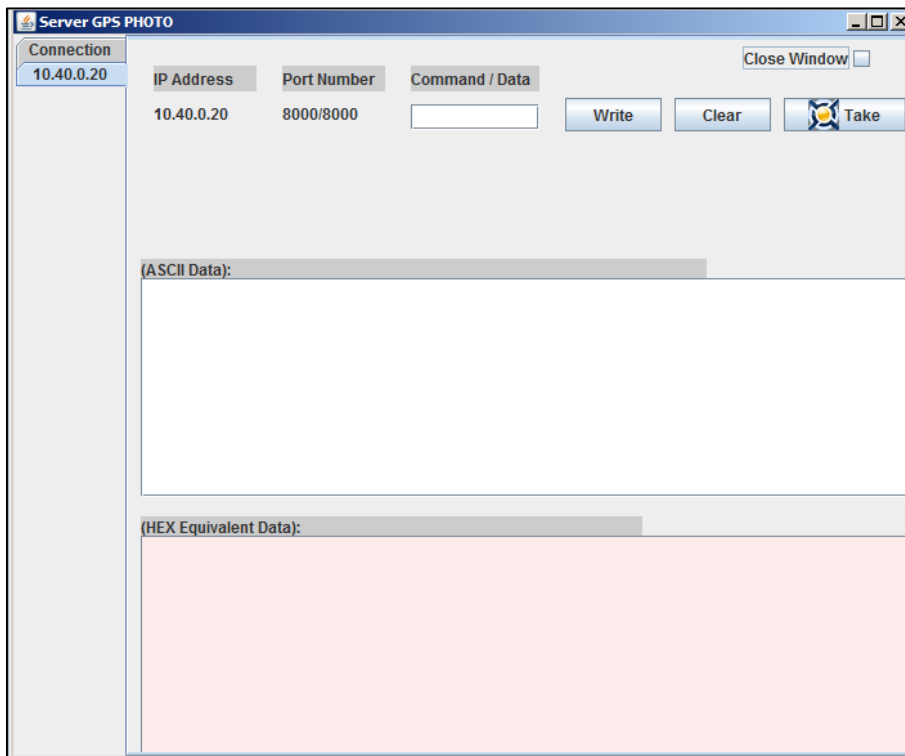 Server GPS PHOTO
Connection
10.40.0.20
Close Window
IP Address Port Number Command / Data
10.40.0.20 8000/8000 Write Clear Take
(ASCII Data):
(HEX Equivalent Data):